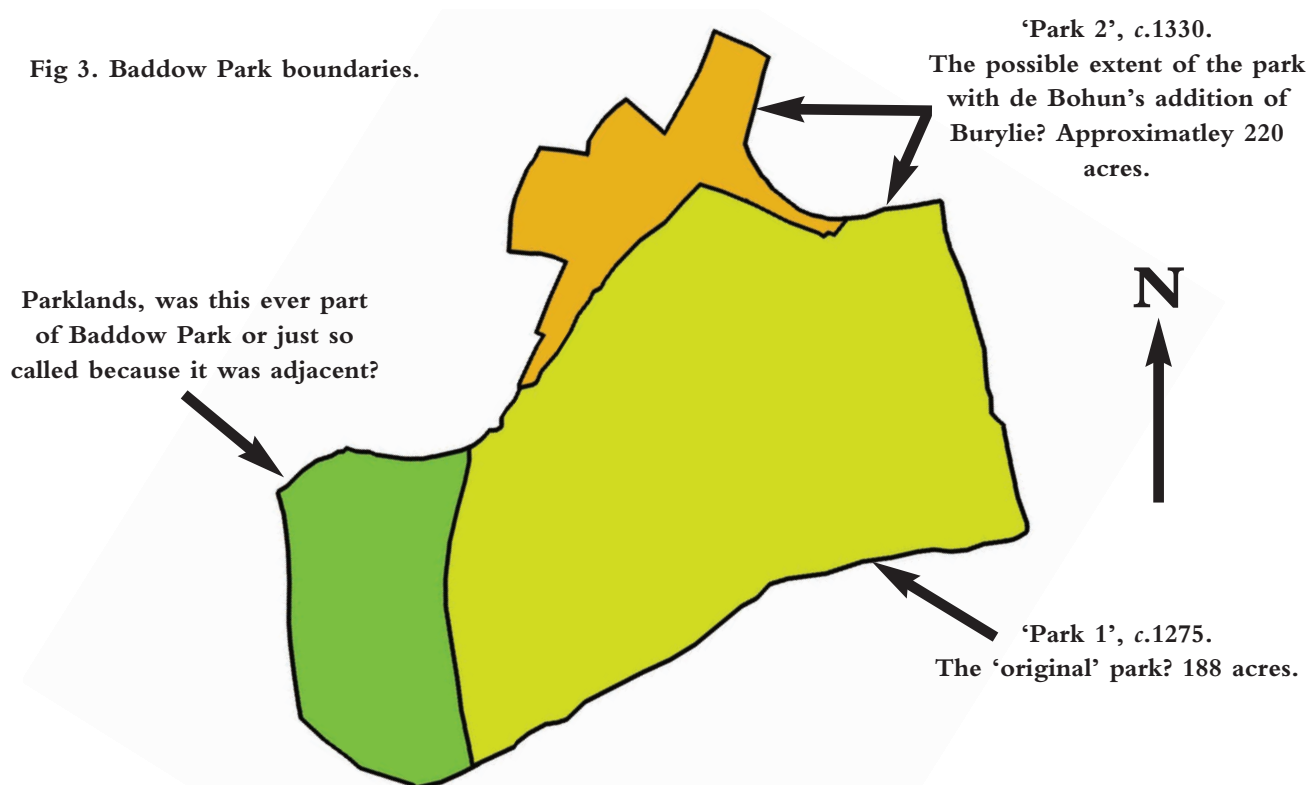 Fig 3. Baddow Park boundaries.
‘Park 2’, c.1330.
The possible extent of the park
with de Bohun’s addition of
Burylie? Approximatley 220
acres.
Parklands, was this ever part
of Baddow Park or just so
called because it was adjacent?
N
‘Park 1’, c.1275.
The ‘original’ park? 188 acres.